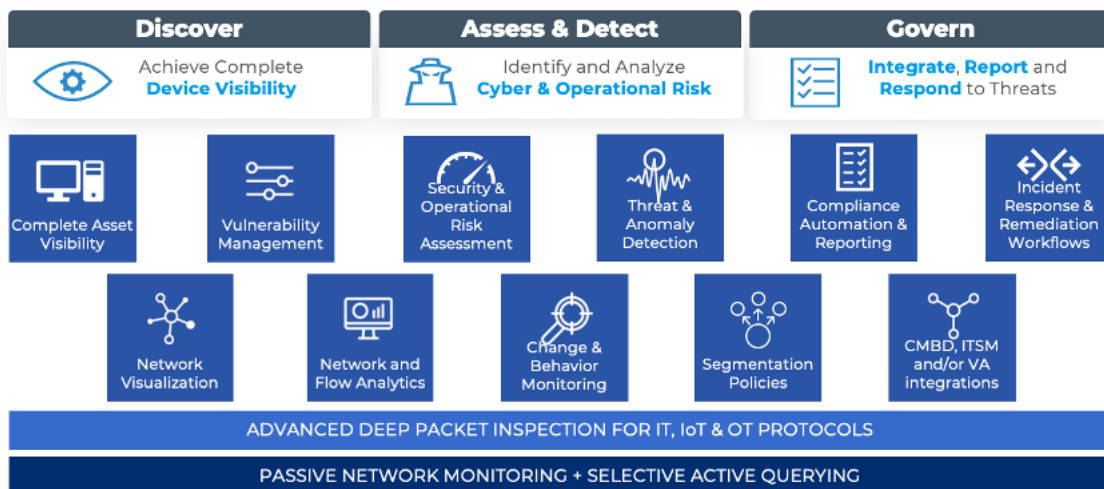 Discover
Achieve Complete
Device Visibility
Assess & Detect
Identify and Analyze
Cyber & Operational Risk
Govern
Integrate, Report and
Respond to Threats
Complete Asset
Visibility
Vulnerability
Management
Security &
Operational
Risk
Assessment
Threat &
Anomaly
Detection
Compliance
Automation &
Reporting
Incident
Response &
Remediation
Workflows
Network
Visualization
Network and
Flow Analytics
Change &
Behavior
Monitoring
Segmentation
Policies
CMBD, ITSM
and/or VA
integrations
ADVANCED DEEP PACKET INSPECTION FOR IT, IoT & OT PROTOCOLS
PASSIVE NETWORK MONITORING + SELECTIVE ACTIVE QUERYING